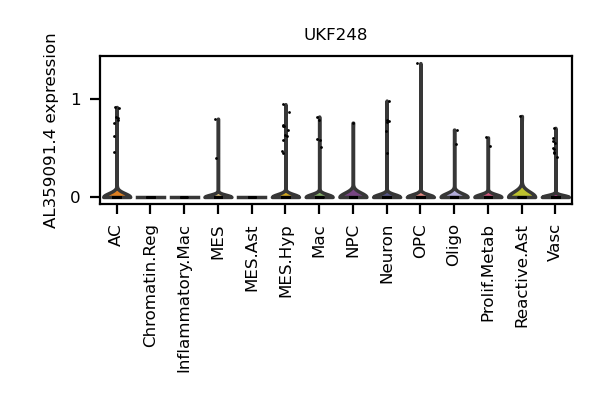 UKF248
AL359091.4 expression
1
0
AC
Chromatin.Reg
Inflammatory.Mac
MES
MES.Ast
MES.Hyp
Mac
NPC
Neuron
OPC
Oligo
Prolif.Metab
Reactive.Ast
Vasc